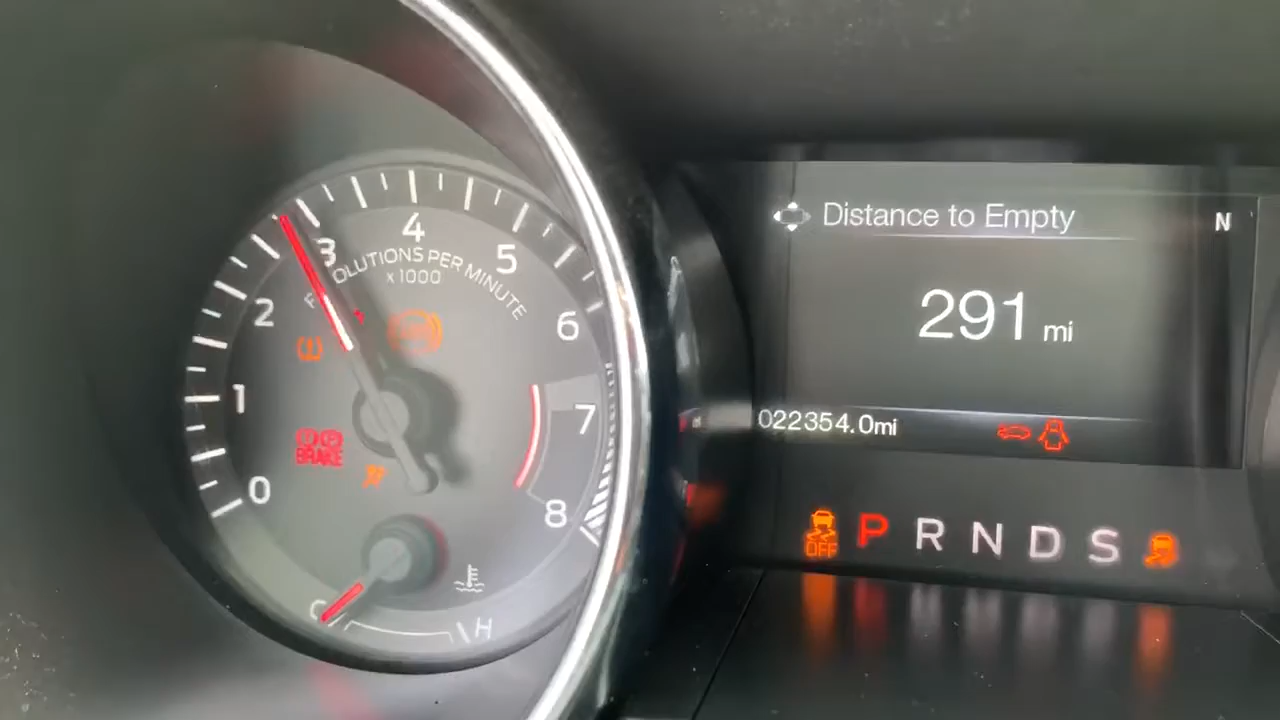 4
3
5
REVOLUTIONS PER MINUTE
x 1000
2
6
1
7
BRAKE
0
8
C
H
Distance to Empty
N
291 mi
022354.0mi
OFF
P R N D S